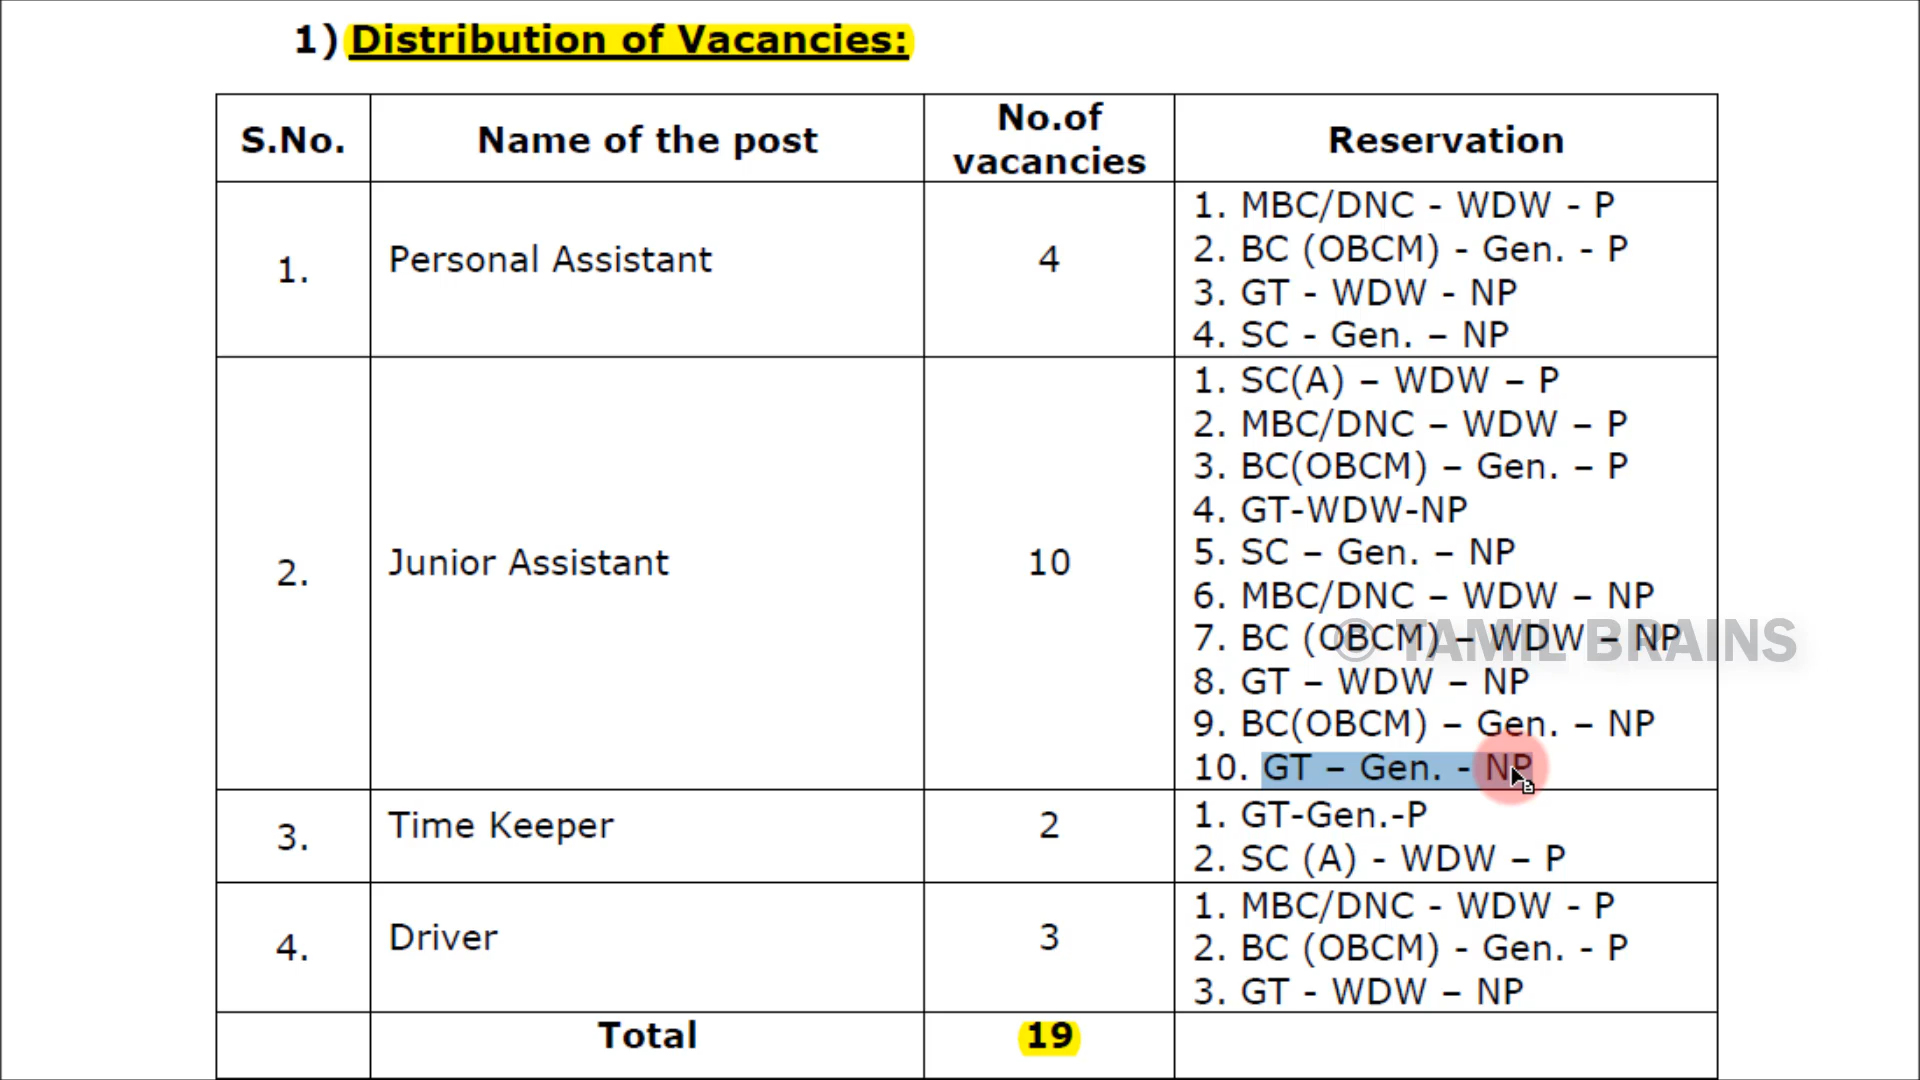 1) Distribution of Vacancies:
S.No. Name of the post No.of vacancies Reservation
1. Personal Assistant 4
1. MBC/DNC - WDW - P
2. BC (OBCM) - Gen. - P
3. GT - WDW - NP
4. SC - Gen. – NP
2. Junior Assistant 10
1. SC(A) – WDW – P
2. MBC/DNC – WDW – P
3. BC(OBCM) – Gen. – P
4. GT-WDW-NP
5. SC – Gen. – NP
6. MBC/DNC – WDW – NP
7. BC (OBCM) – WDW – NP
© TAMIL BRAINS
8. GT – WDW – NP
9. BC(OBCM) – Gen. – NP
10. GT – Gen. - NP
3. Time Keeper 2
1. GT-Gen.-P
2. SC (A) - WDW – P
4. Driver 3
1. MBC/DNC - WDW - P
2. BC (OBCM) - Gen. - P
3. GT - WDW – NP
Total 19